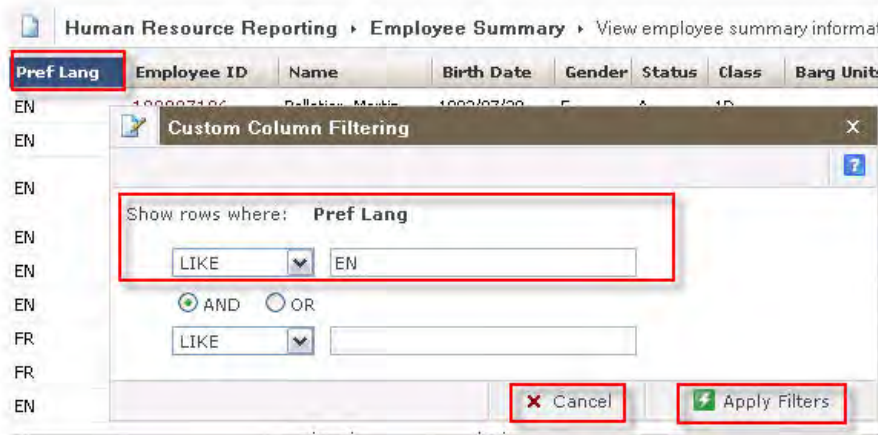 Human Resource Reporting ▸ Employee Summary ▸ View employee summary informat
Pref Lang Employee ID Name Birth Date Gender Status Class Barg Units
EN
Custom Column Filtering X
EN
?
EN
Show rows where: Pref Lang
EN
LIKE EN
EN
EN
AND OR
FR
LIKE
FR
Cancel Apply Filters
EN